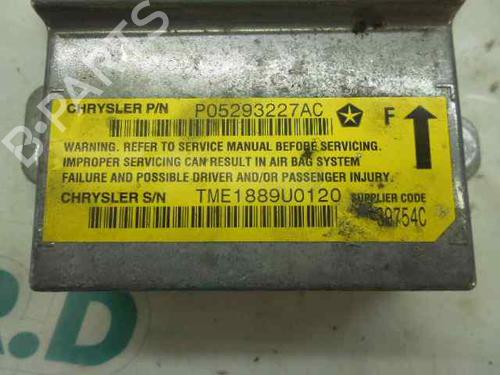 CHRYSLER P/N P05293227AC F
WARNING. REFER TO SERVICE MANUAL BEFORE SERVICING.
IMPROPER SERVICING CAN RESULT IN AIR BAG SYSTEM
FAILURE AND POSSIBLE DRIVER AND/OR PASSENGER INJURY.
CHRYSLER S/N TME1889U0120 SUPPLIER CODE
B-PARTS
R.D